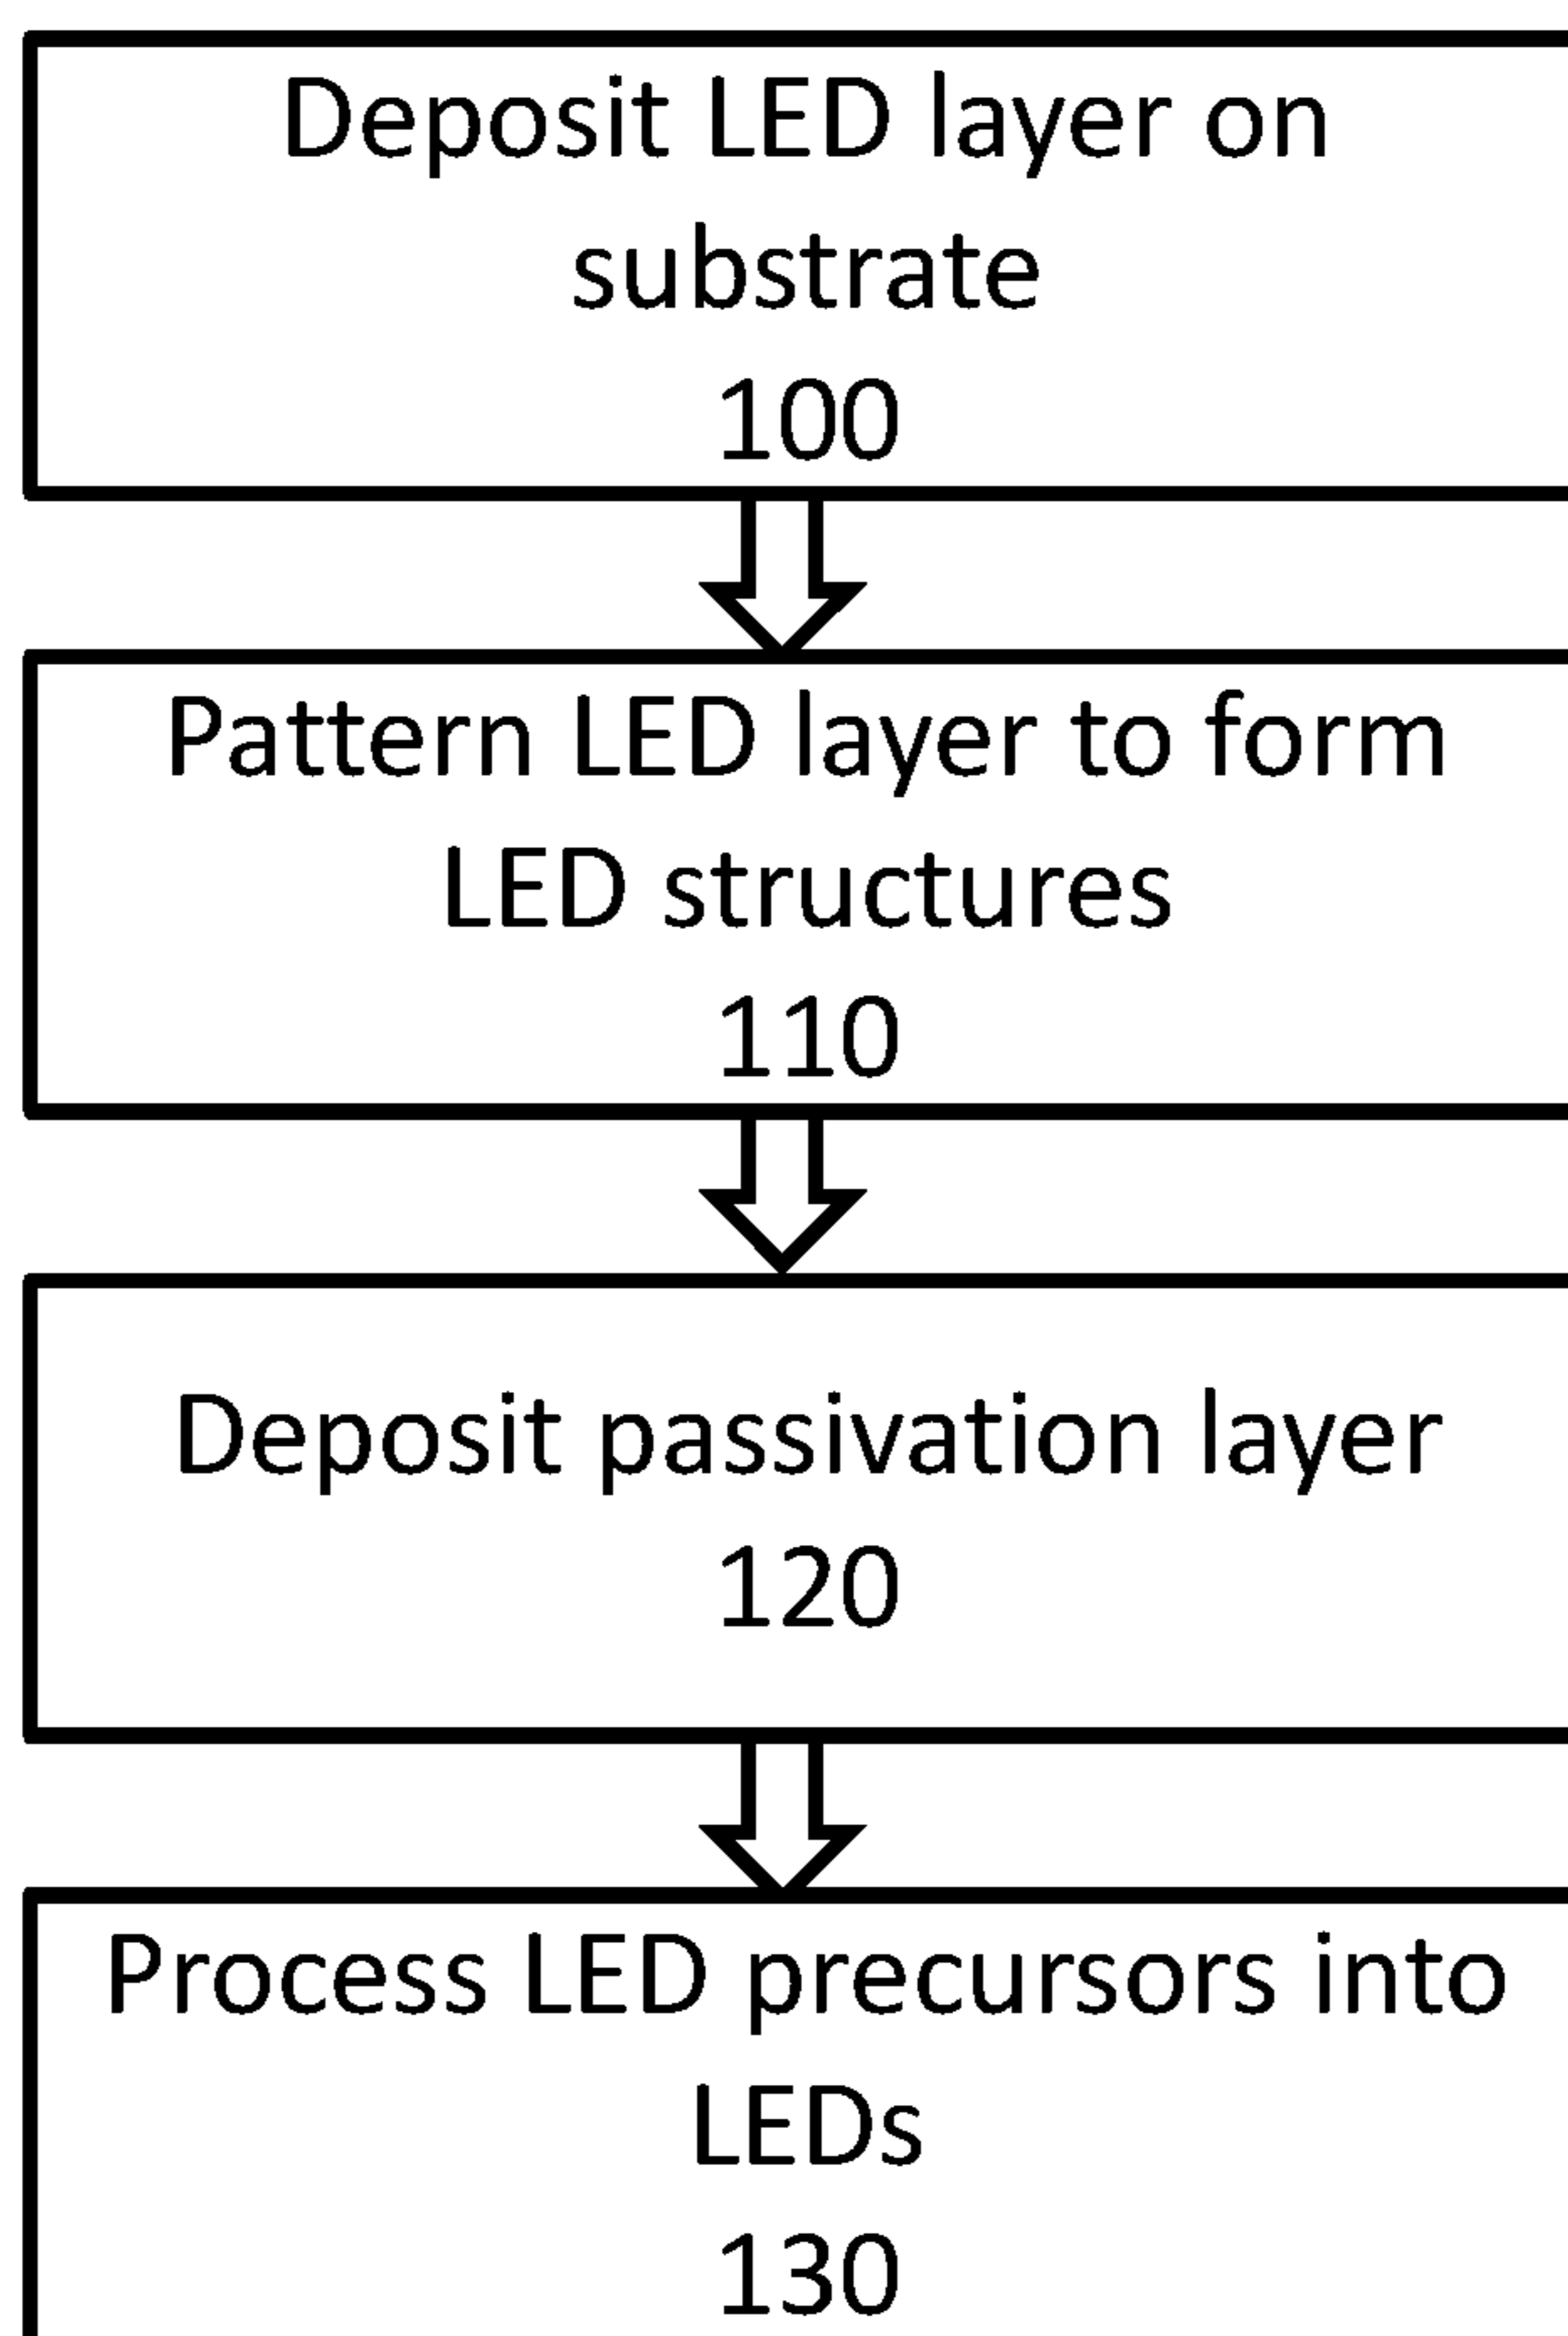 Deposit LED layer on
substrate
100
Pattern LED layer to form
LED structures
110
Deposit passivation layer
120
Process LED precursors into
LEDs
130